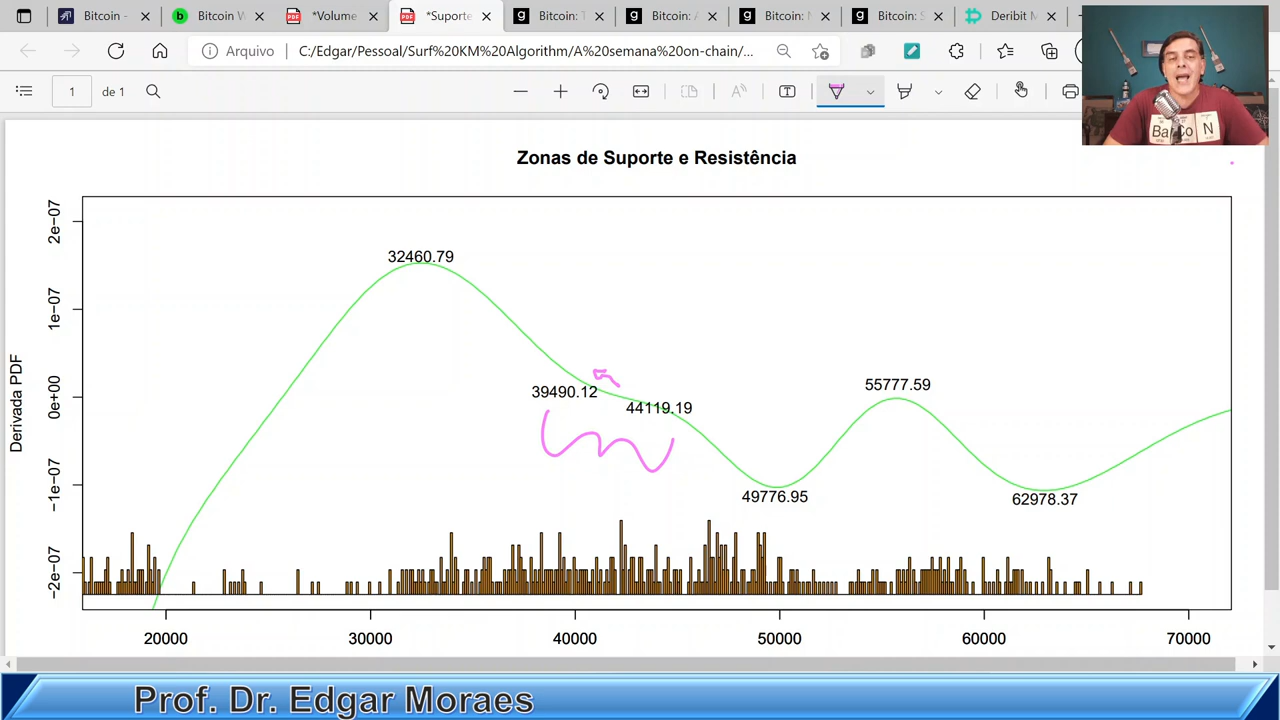 Bitcoin -
Bitcoin W
*Volume
*Suporte
Bitcoin: T
Bitcoin: A
Bitcoin:
Bitcoin: S
Deribit M
Arquivo
C:/Edgar/Pessoal/Surf%20KM%20Algorithm/A%20semana%20on-chain/...
1
de 1
Ba Co N
Zonas de Suporte e Resistência
Derivada PDF
2e−07
1e−07
0e+00
−1e−07
−2e−07
32460.79
39490.12
44119.19
55777.59
49776.95
62978.37
20000
30000
40000
50000
60000
70000
Prof. Dr. Edgar Moraes